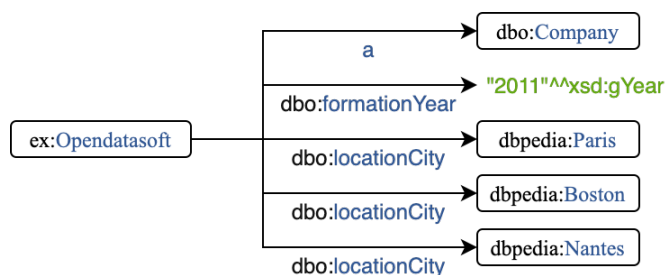 dbo:Company
a
"2011"^^xsd:gYear
dbo:formationYear
ex:Opendatasoft
dbpedia:Paris
dbo:locationCity
dbpedia:Boston
dbo:locationCity
dbpedia:Nantes
dbo:locationCity